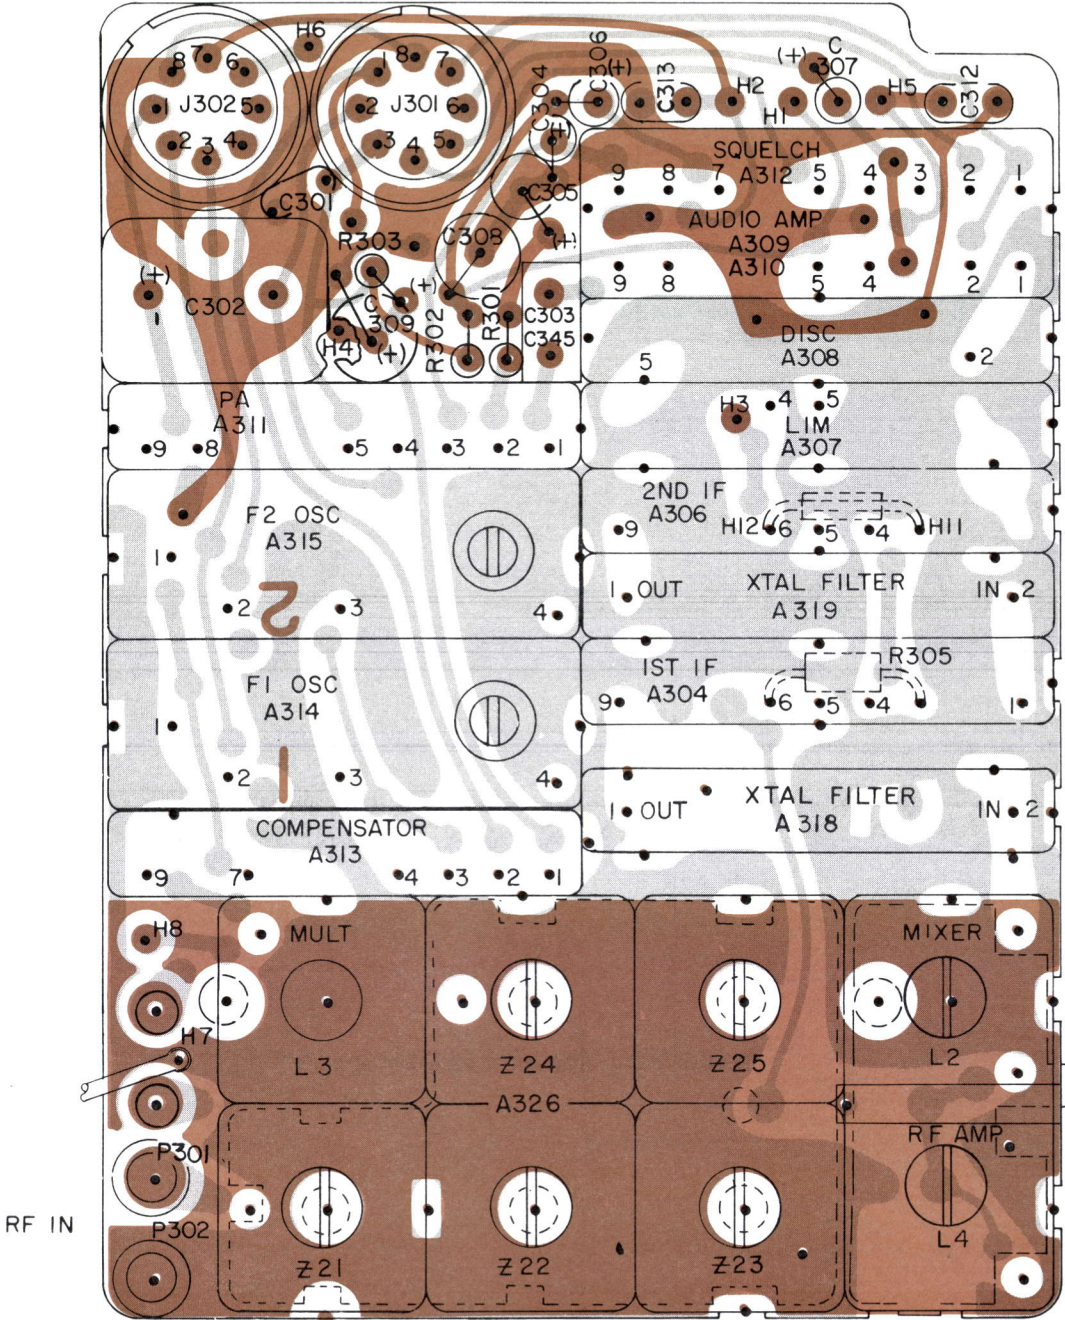 H6
8 7 6
1 J302 5
2 3 4
1 8 7
2 J301 6
3 4 5
C304
C306
(+)
C313
H2
(+)
C
307
H1
H5
C312
(+)
C305
(+)
C301
R303
C308
(+)
C302
-
C
309
(+)
(+)
H4
R302
R301
C303
C345
SQUELCH
A312
9 8 7 5 4 3 2 1
AUDIO AMP
A309
A310
9 8 5 4 2 1
DISC
A308
5
2
H3
4 5
LIM
A307
PA
A311
9 8 5 4 3 2 1
2ND IF
A306
9 H12 6 5 4 H11
F2 OSC
A315
1
2 3 4
2
XTAL FILTER
A319
1 OUT
IN 2
1ST IF
A304
R305
9 6 5 4 1
F1 OSC
A314
1
2 3 4
1
XTAL FILTER
A318
1 OUT
IN 2
COMPENSATOR
A313
9 7 4 3 2 1
H8
MULT
MIXER
H7
L3
Z24
Z25
L2
A326
P301
RF AMP
RF IN
P302
Z21
Z22
Z23
L4